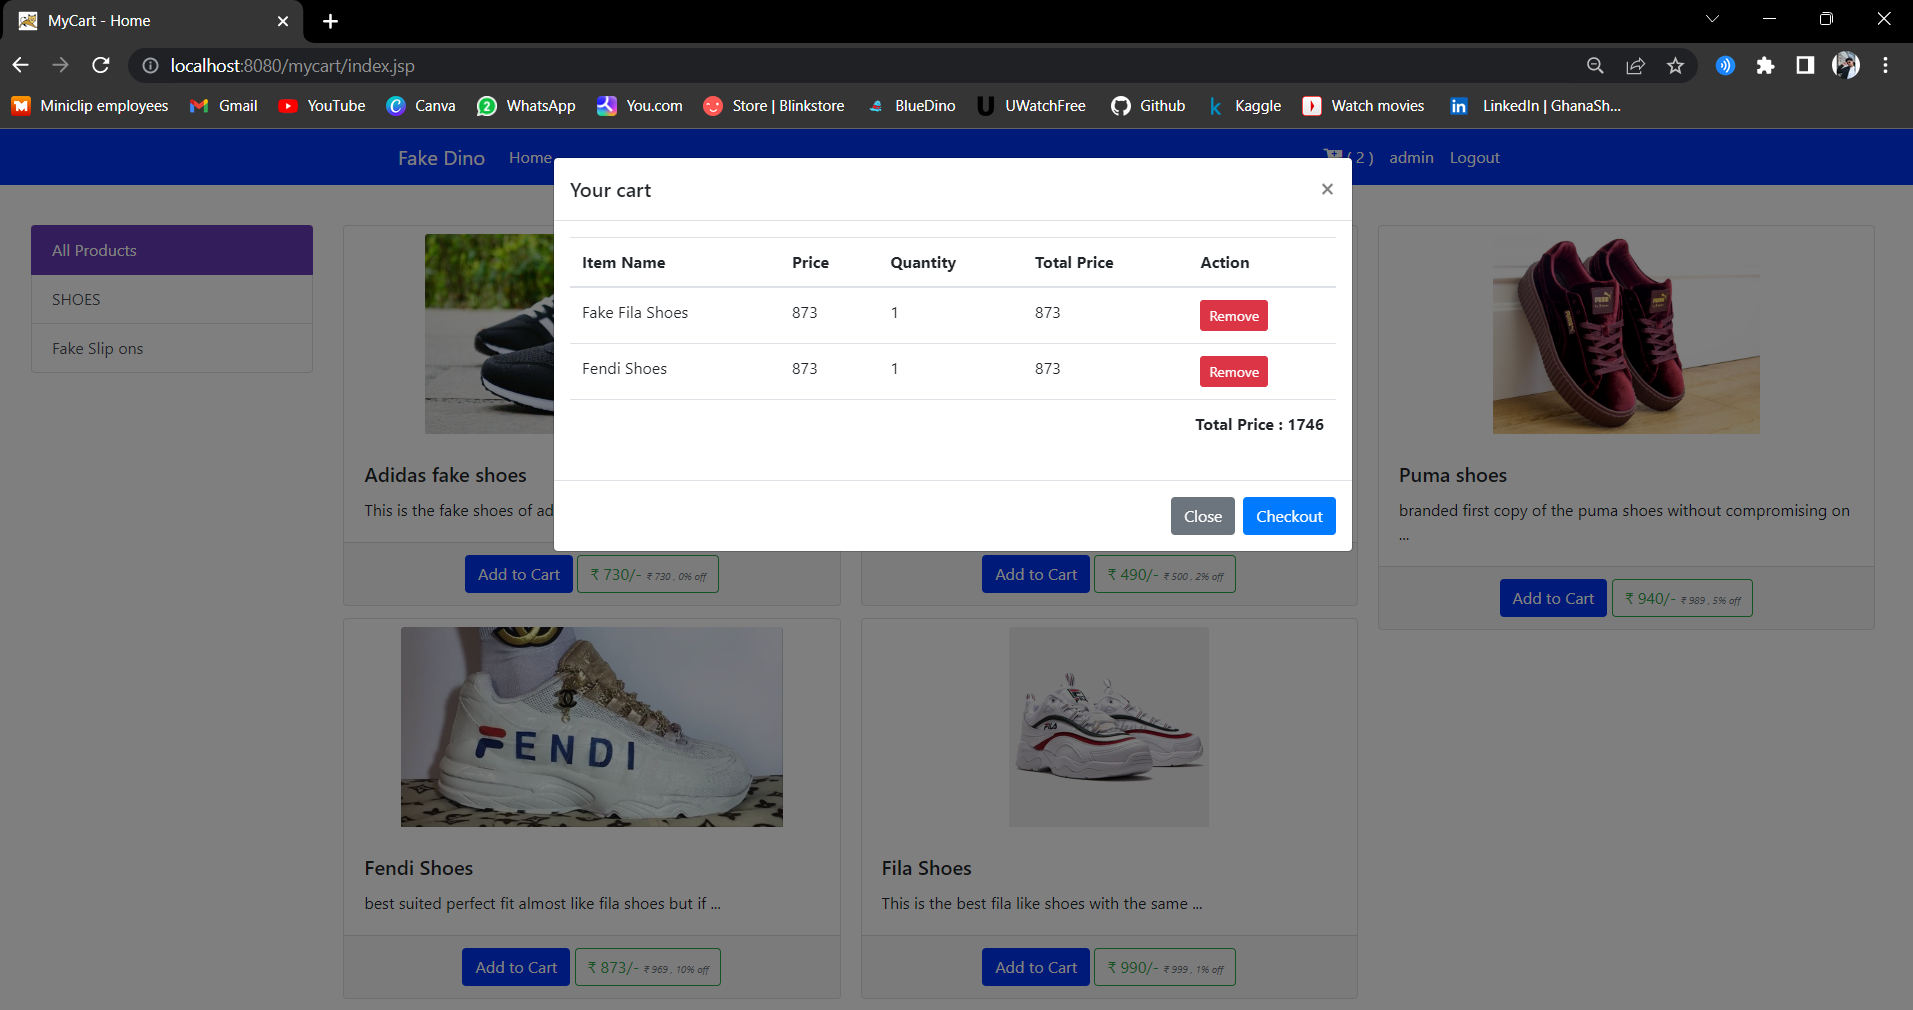 MyCart - Home
localhost:8080/mycart/index.jsp
Miniclip employees Gmail YouTube Canva WhatsApp You.com Store | Blinkstore BlueDino UWatchFree Github Kaggle Watch movies LinkedIn | GhanaSh...
Fake Dino Home ( 2 ) admin Logout
Your cart ×
Item Name Price Quantity Total Price Action
Fake Fila Shoes 873 1 873 Remove
Fendi Shoes 873 1 873 Remove
Total Price : 1746
Close Checkout
All Products
SHOES
Fake Slip ons
Adidas fake shoes
This is the fake shoes of ad
Add to Cart ₹ 730/- ₹ 730 , 0% off
Add to Cart ₹ 490/- ₹ 500 , 2% off
Puma shoes
branded first copy of the puma shoes without compromising on
...
Add to Cart ₹ 940/- ₹ 989 , 5% off
FENDI
Fendi Shoes
best suited perfect fit almost like fila shoes but if ...
Add to Cart ₹ 873/- ₹ 969 , 10% off
FILA
Fila Shoes
This is the best fila like shoes with the same ...
Add to Cart ₹ 990/- ₹ 999 , 1% off